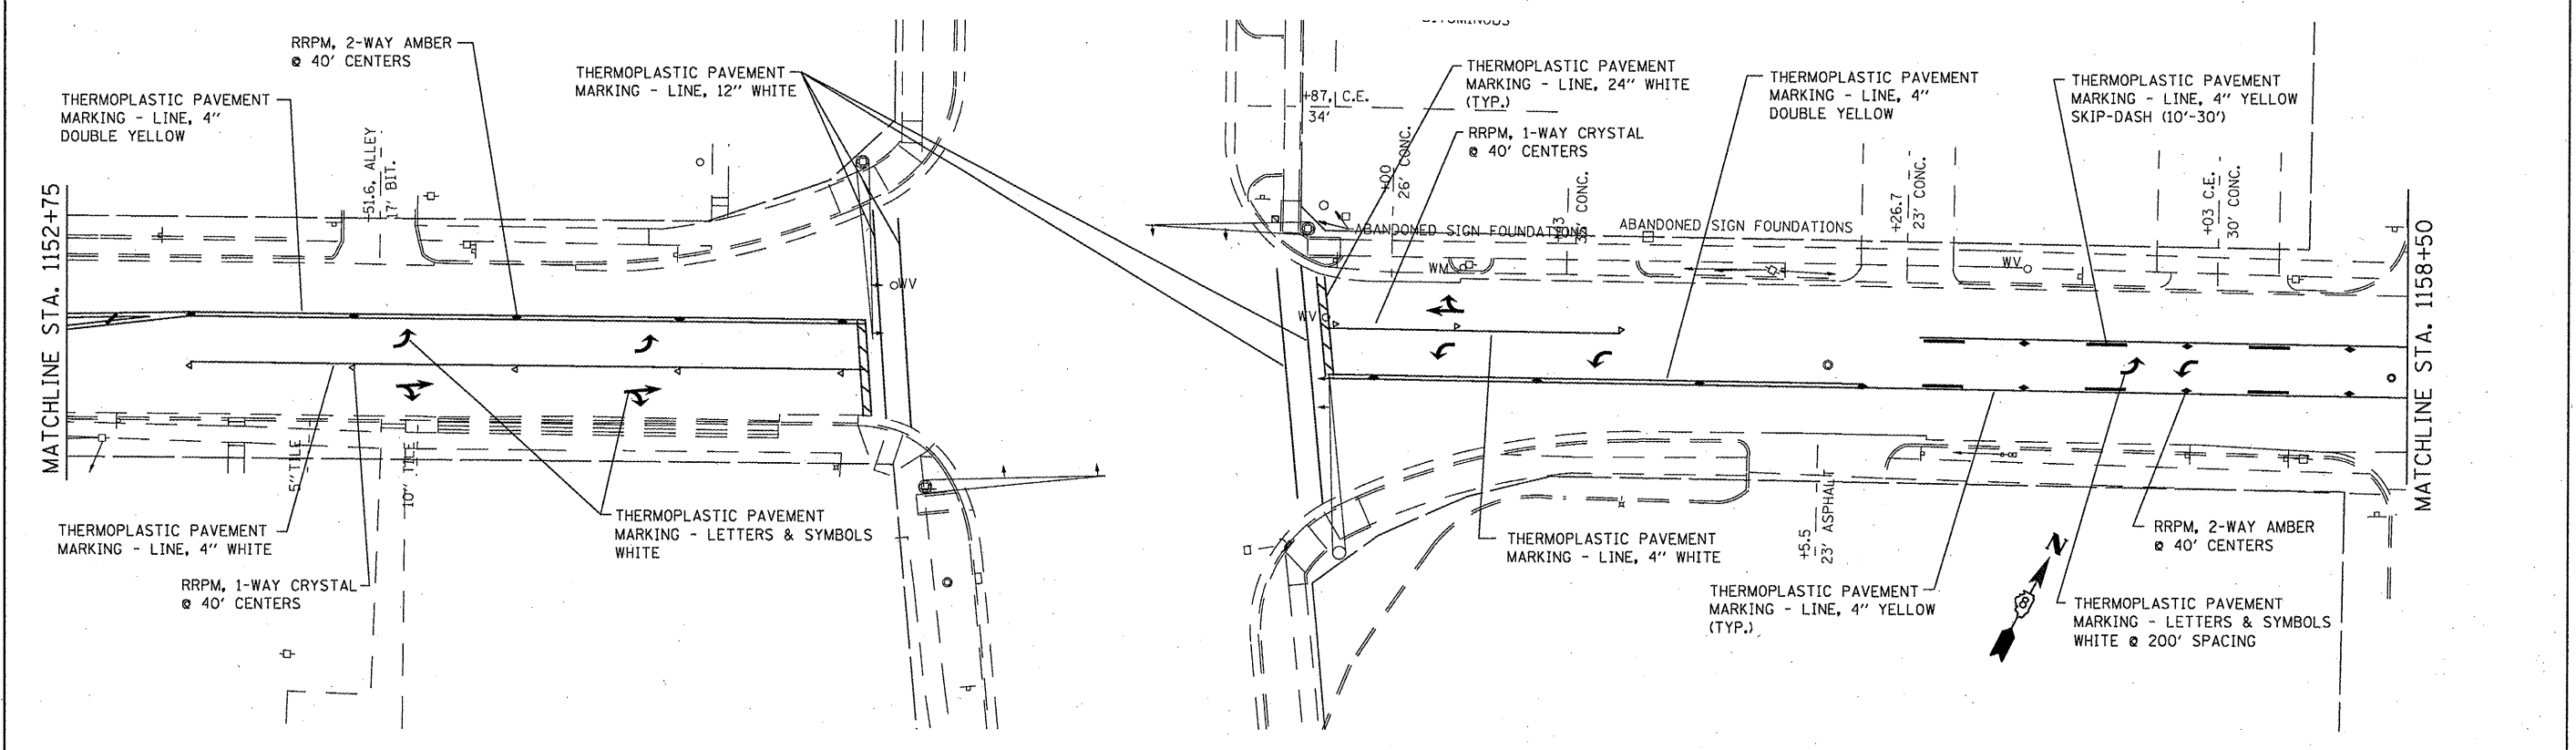 RRPM, 2-WAY AMBER
@ 40' CENTERS
THERMOPLASTIC PAVEMENT
MARKING - LINE, 12" WHITE
THERMOPLASTIC PAVEMENT
MARKING - LINE, 4"
DOUBLE YELLOW
51.6, ALLEY
17' BIT.
MATCHLINE STA. 1152+75
WV
5" TILE
10" TILE
THERMOPLASTIC PAVEMENT
MARKING - LINE, 4" WHITE
RRPM, 1-WAY CRYSTAL
@ 40' CENTERS
THERMOPLASTIC PAVEMENT
MARKING - LETTERS & SYMBOLS
WHITE
BITUMINOUS
+87, C.E.
34'
THERMOPLASTIC PAVEMENT
MARKING - LINE, 24" WHITE
(TYP.)
RRPM, 1-WAY CRYSTAL
@ 40' CENTERS
+00
26' CONC.
CONC.
ABANDONED SIGN FOUNDATIONS
ABANDONED SIGN FOUNDATIONS
WM
WV
THERMOPLASTIC PAVEMENT
MARKING - LINE, 4"
DOUBLE YELLOW
+26.7
23' CONC.
THERMOPLASTIC PAVEMENT
MARKING - LINE, 4" YELLOW
SKIP-DASH (10'-30')
+03 C.E.
30' CONC.
WV
MATCHLINE STA. 1158+50
THERMOPLASTIC PAVEMENT
MARKING - LINE, 4" WHITE
+5.5
23' ASPHALT
THERMOPLASTIC PAVEMENT
MARKING - LINE, 4" YELLOW
(TYP.)
N
RRPM, 2-WAY AMBER
@ 40' CENTERS
THERMOPLASTIC PAVEMENT
MARKING - LETTERS & SYMBOLS
WHITE @ 200' SPACING